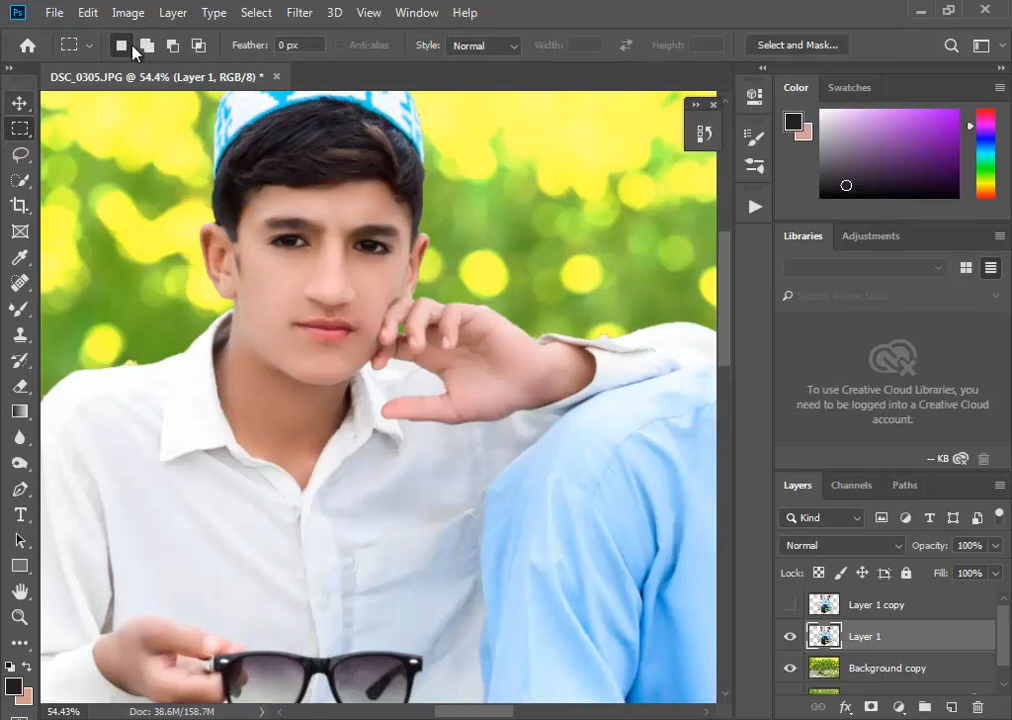 Ps File Edit Image Layer Type Select Filter 3D View Window Help
Feather: 0 px Anti-alias Style: Normal Width: Height: Select and Mask...
DSC_0305.JPG @ 54.4% (Layer 1, RGB/8) *
Color Swatches
Libraries Adjustments
Search Adobe Stock
To use Creative Cloud Libraries, you
need to be logged into a Creative Cloud
account.
-- KB
Layers Channels Paths
Kind
Normal Opacity: 100%
Lock: Fill: 100%
Layer 1 copy
Layer 1
Background copy
54.43% Doc: 38.6M/158.7M